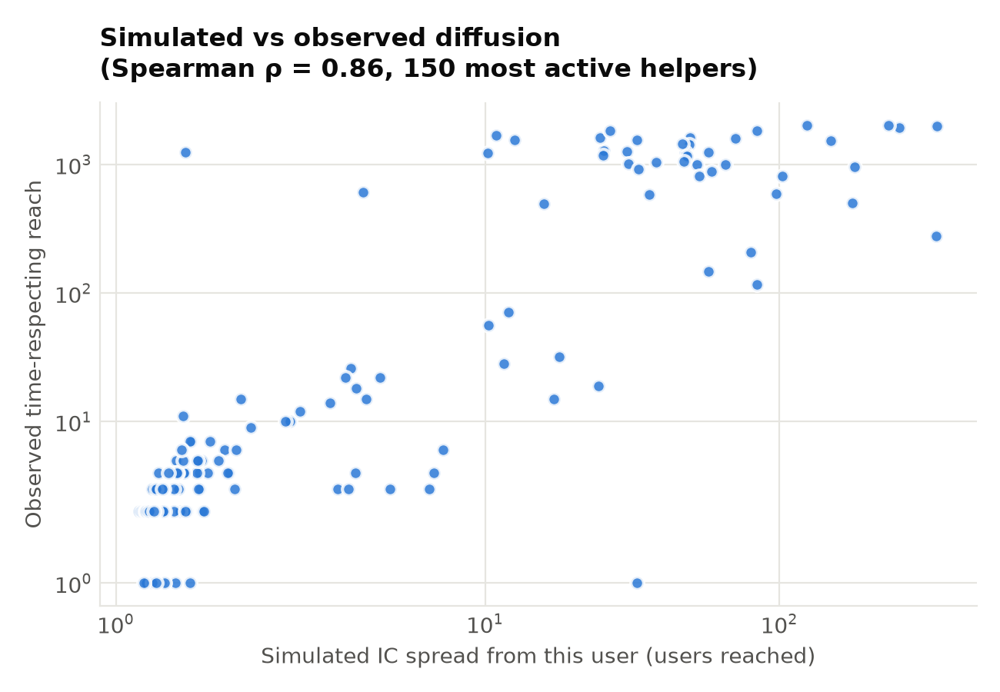 Simulated vs observed diffusion
(Spearman ρ = 0.86, 150 most active helpers)
Observed time-respecting reach
10³
10²
10¹
10⁰
10⁰ 10¹ 10²
Simulated IC spread from this user (users reached)